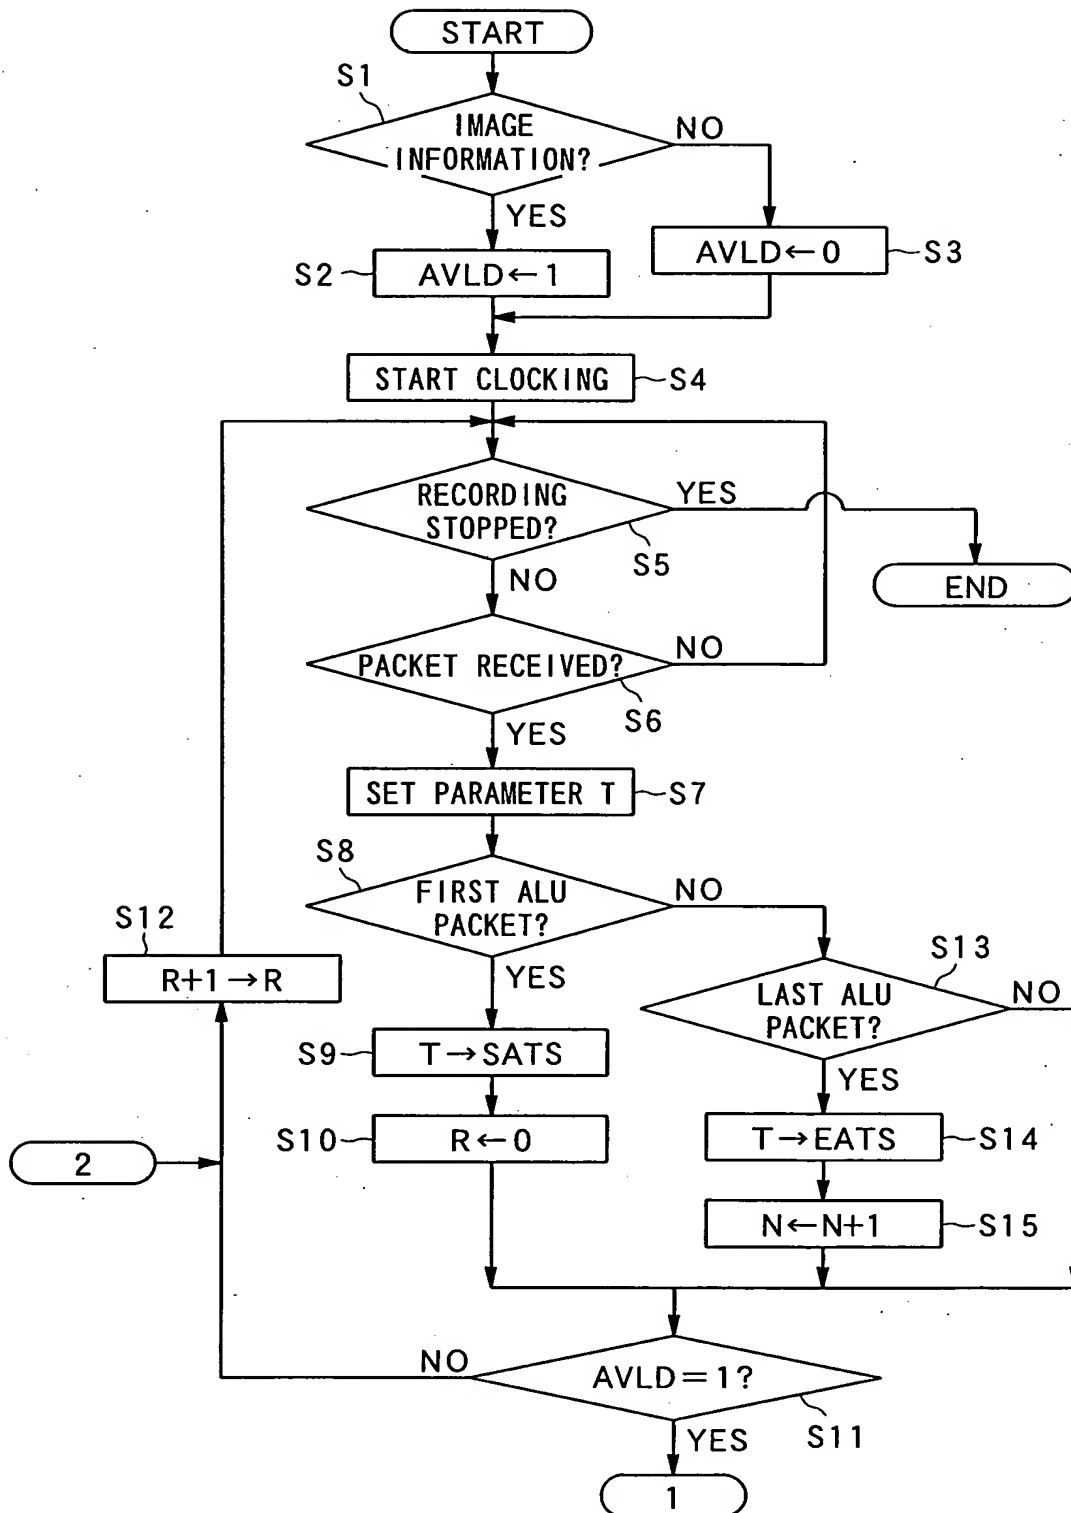 START
S1
IMAGE
INFORMATION?
NO
YES
S2
AVLD←1
AVLD←0
S3
START CLOCKING
S4
RECORDING
STOPPED?
YES
S5
NO
END
PACKET RECEIVED?
NO
S6
YES
SET PARAMETER T
S7
S8
FIRST ALU
PACKET?
NO
YES
S12
R+1→R
S13
LAST ALU
PACKET?
NO
YES
S9
T→SATS
S10
R←0
T→EATS
S14
2
N←N+1
S15
NO
AVLD=1?
S11
YES
1